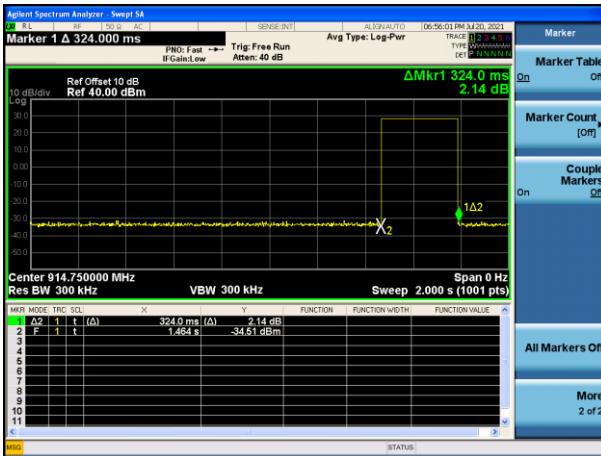 Agilent Spectrum Analyzer - Swept SA
RL RF 50 Ω AC SENSE:INT ALIGNAUTO 06:56:01 PM Jul 20, 2021
Marker 1 Δ 324.000 ms
PNO: Fast
IFGain:Low
Trig: Free Run
Atten: 40 dB
Avg Type: Log-Pwr
TRACE 1 2 3 4 5 6
TYPE WWWWWW
DET P N N N N N
Ref Offset 10 dB
Ref 40.00 dBm
10 dB/div
Log
ΔMkr1 324.0 ms
2.14 dB
30.0
20.0
10.0
0.00
-10.0
-20.0
-30.0
-40.0
-50.0
1Δ2
X2
Center 914.750000 MHz Span 0 Hz
Res BW 300 kHz VBW 300 kHz Sweep 2.000 s (1001 pts)
MKR MODE TRC SCL X Y FUNCTION FUNCTION WIDTH FUNCTION VALUE
1 Δ2 1 t (Δ) 324.0 ms (Δ) 2.14 dB
2 F 1 t 1.464 s -34.51 dBm
3
4
5
6
7
8
9
10
11
MSG STATUS
Marker
Marker Table
On Of
Marker Count
[Off]
Couple
Markers
On Off
All Markers Off
More
2 of 2